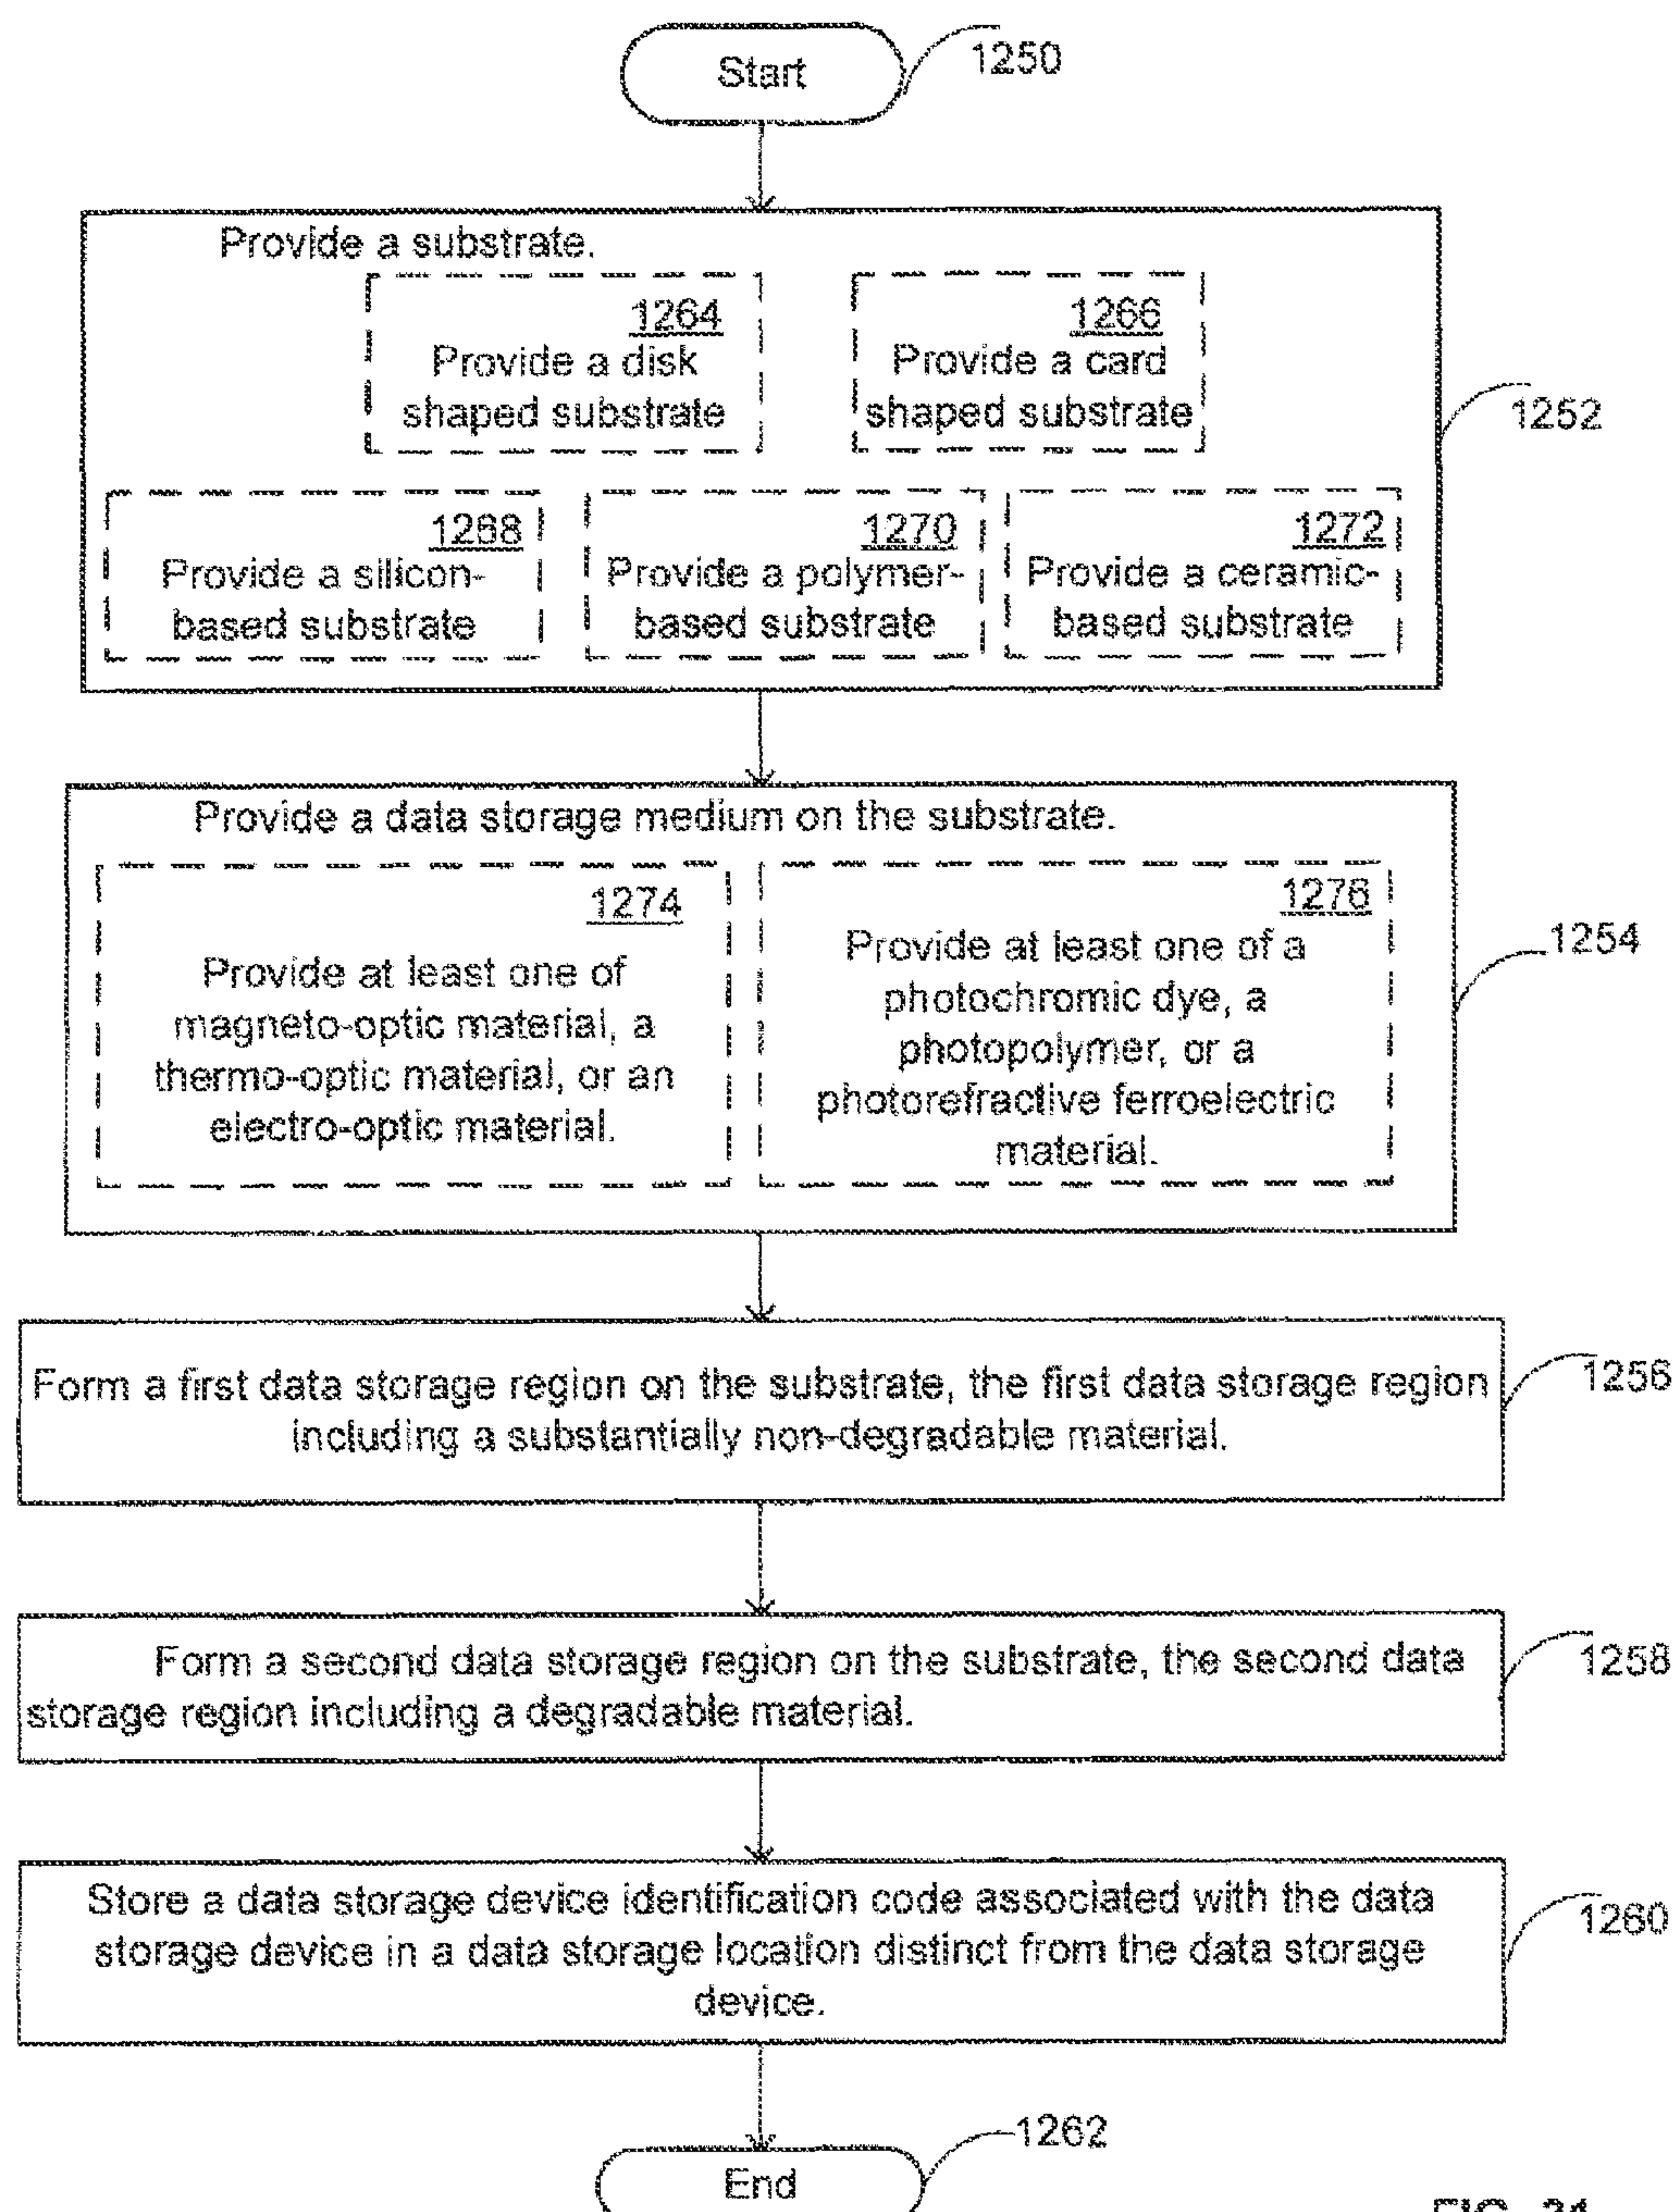 Start
1250
Provide a substrate.
1264
Provide a disk
shaped substrate
1266
Provide a card
shaped substrate
1252
1268
Provide a silicon-
based substrate
1270
Provide a polymer-
based substrate
1272
Provide a ceramic-
based substrate
Provide a data storage medium on the substrate.
1274
Provide at least one of
magneto-optic material, a
thermo-optic material, or an
electro-optic material.
1276
Provide at least one of a
photochromic dye, a
photopolymer, or a
photorefractive ferroelectric
material.
1254
Form a first data storage region on the substrate, the first data storage region
including a substantially non-degradable material.
1256
Form a second data storage region on the substrate, the second data
storage region including a degradable material.
1258
Store a data storage device identification code associated with the data
storage device in a data storage location distinct from the data storage
device.
1260
1262
End